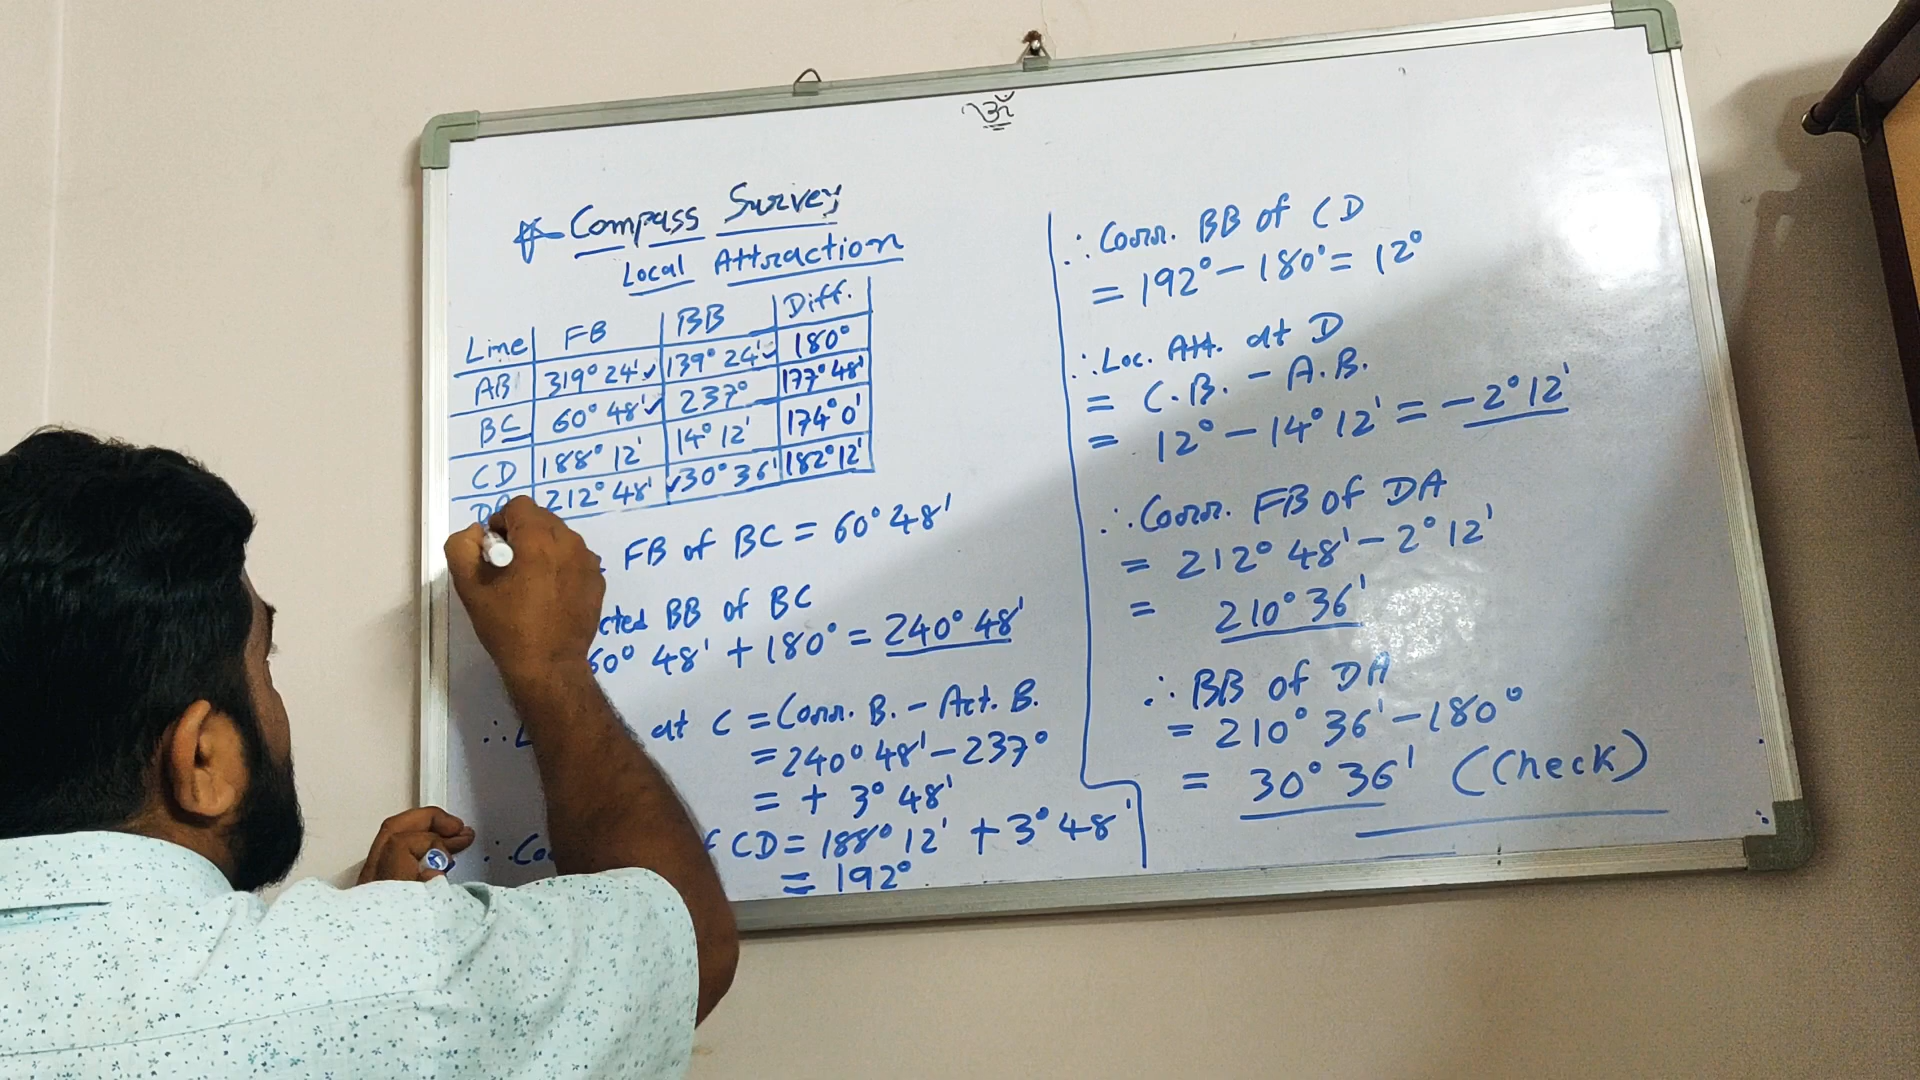 ॐ
Compass Survey
Local Attraction
Line FB BB Diff.
AB 319° 24' ✓ 139° 24' ✓ 180°
BC 60° 48' ✓ 237° 177° 48'
CD 188° 12' 14° 12' 174° 0'
212° 48' ✓30° 36' 182° 12'
FB of BC = 60° 48'
BB of BC
60° 48' + 180° = 240° 48'
∴ at C = Corr. B. - Act. B.
= 240° 48' - 237°
= + 3° 48'
∴ CD = 188° 12' + 3° 48'
= 192°
∴ Corr. BB of CD
= 192° - 180° = 12°
∴ Loc. Att. at D
= C.B. - A.B.
= 12° - 14° 12' = -2° 12'
∴ Corr. FB of DA
= 212° 48' - 2° 12'
= 210° 36'
∴ BB of DA
= 210° 36' - 180°
= 30° 36' (Check)